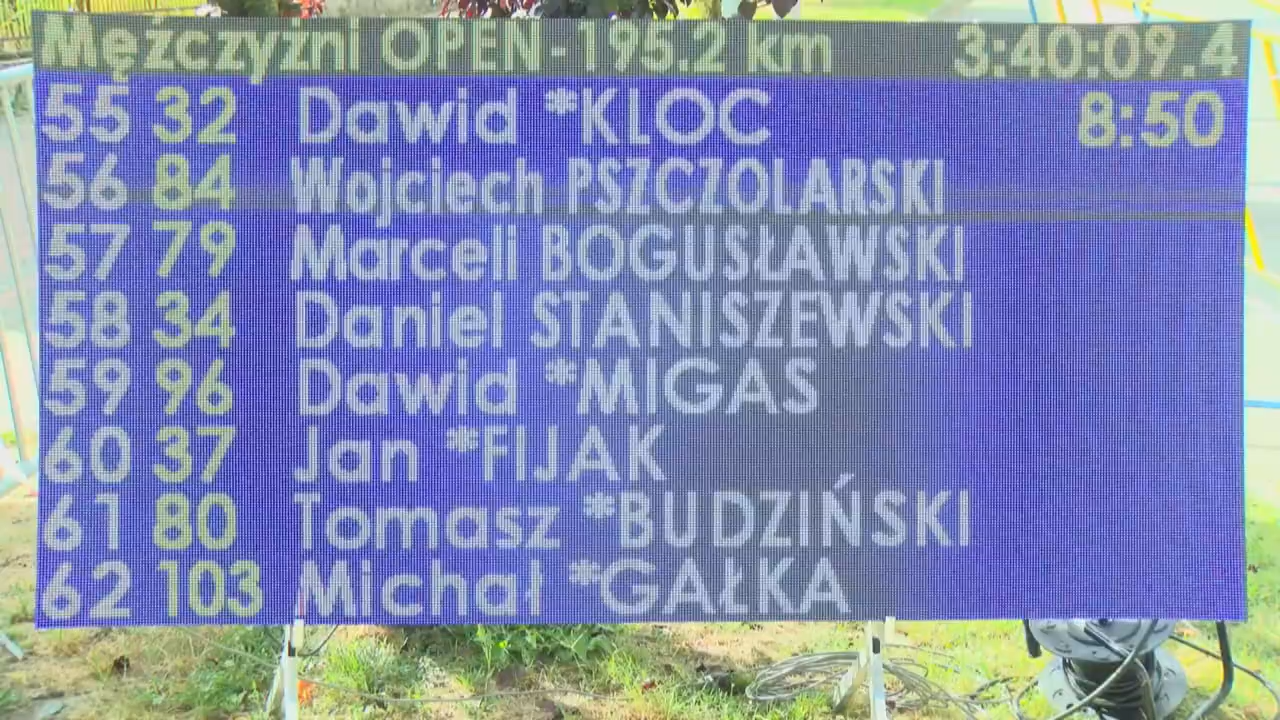 Mężczyzni OPEN - 195.2 km 3:40:09.4
55 32 Dawid *KLOC 8:50
56 84 Wojciech PSZCZOLARSKI
57 79 Marceli BOGUSŁAWSKI
58 34 Daniel STANISZEWSKI
59 96 Dawid *MIGAS
60 37 Jan *FIJAK
61 80 Tomasz *BUDZIŃSKI
62 103 Michał *GAŁKA